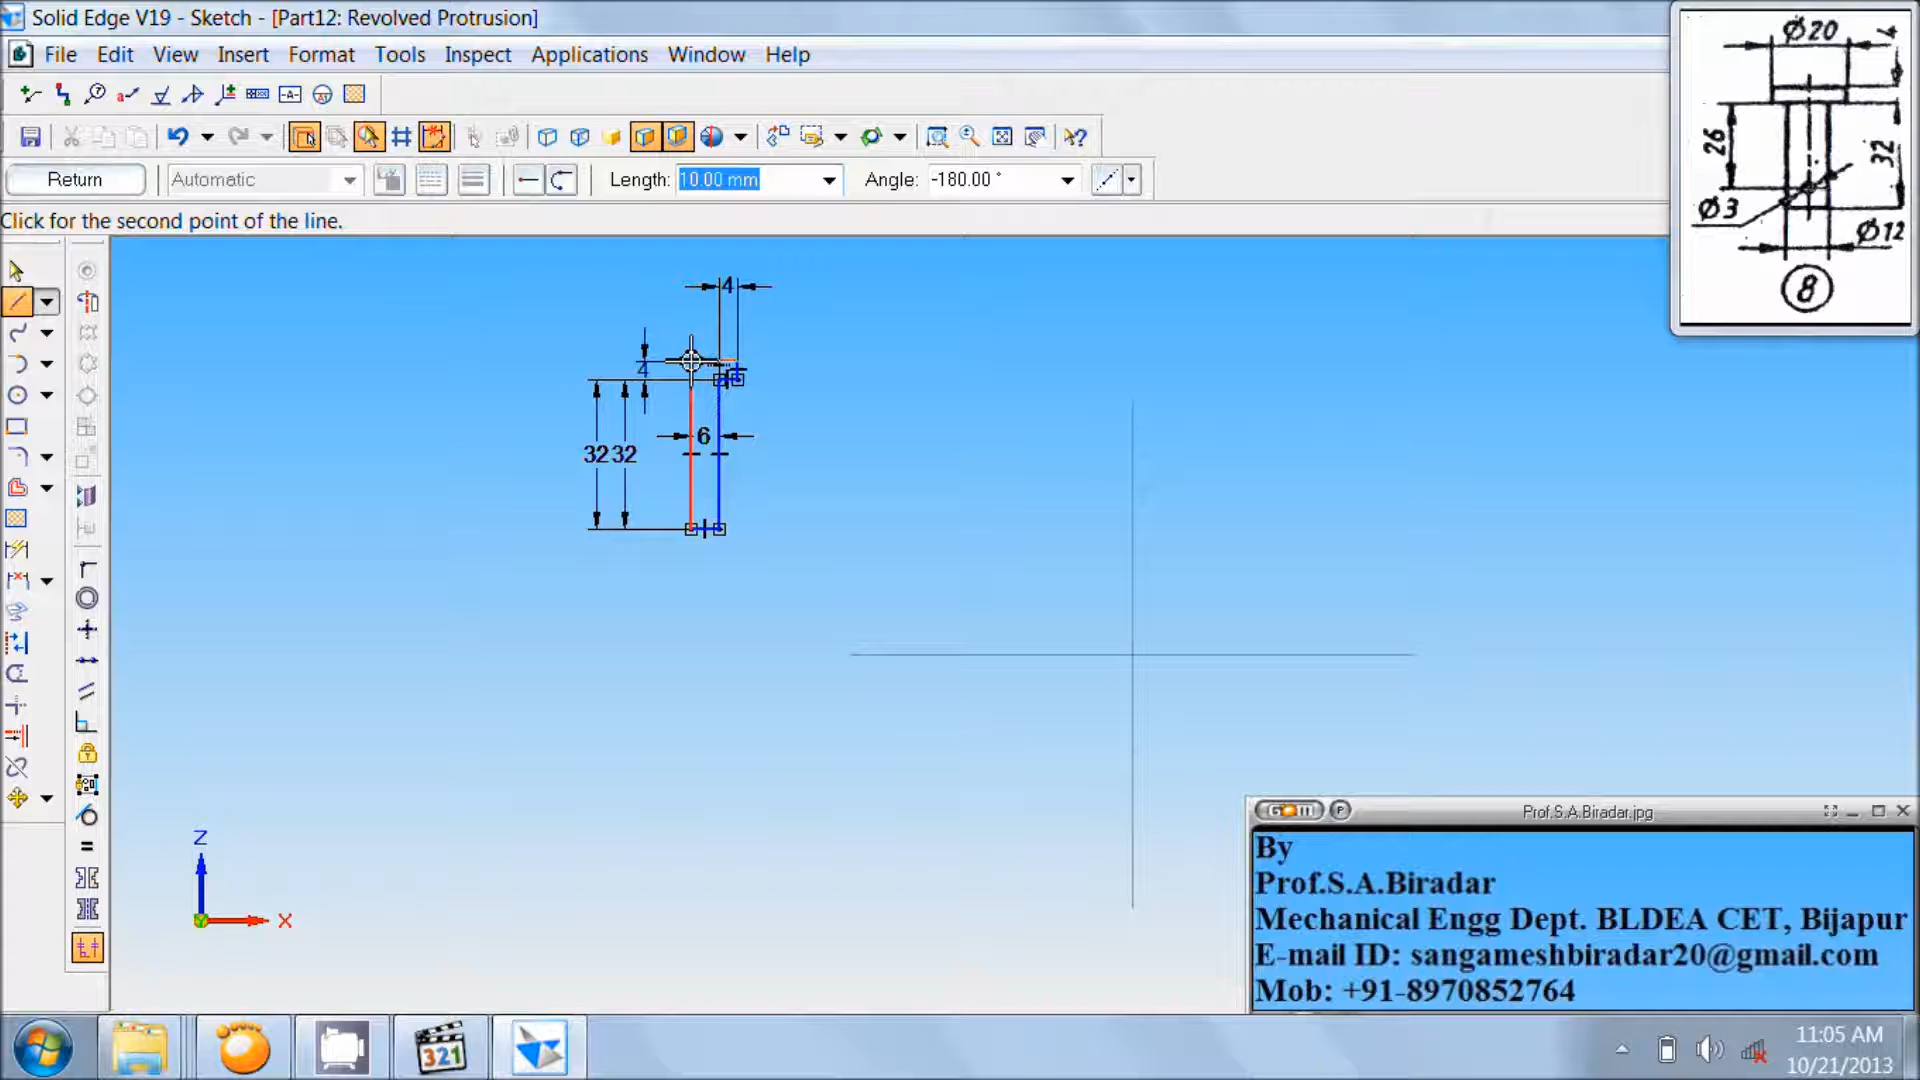 Solid Edge V19 - Sketch - [Part12: Revolved Protrusion]
File Edit View Insert Format Tools Inspect Applications Window Help
Return Automatic Length: 10.00 mm Angle: -180.00 °
Click for the second point of the line.
Ø20 4
26 32
Ø3
Ø12
8
4
4
6
32 32
Z
X
Prof.S.A.Biradar.jpg
By
Prof.S.A.Biradar
Mechanical Engg Dept. BLDEA CET, Bijapur
E-mail ID: sangameshbiradar20@gmail.com
Mob: +91-8970852764
321
11:05 AM
10/21/2013